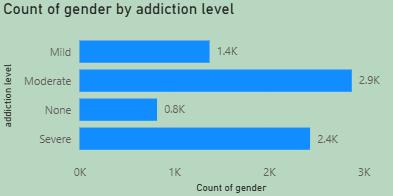 Count of gender by addiction level
addiction level
Mild 1.4K
Moderate 2.9K
None 0.8K
Severe 2.4K
0K 1K 2K 3K
Count of gender